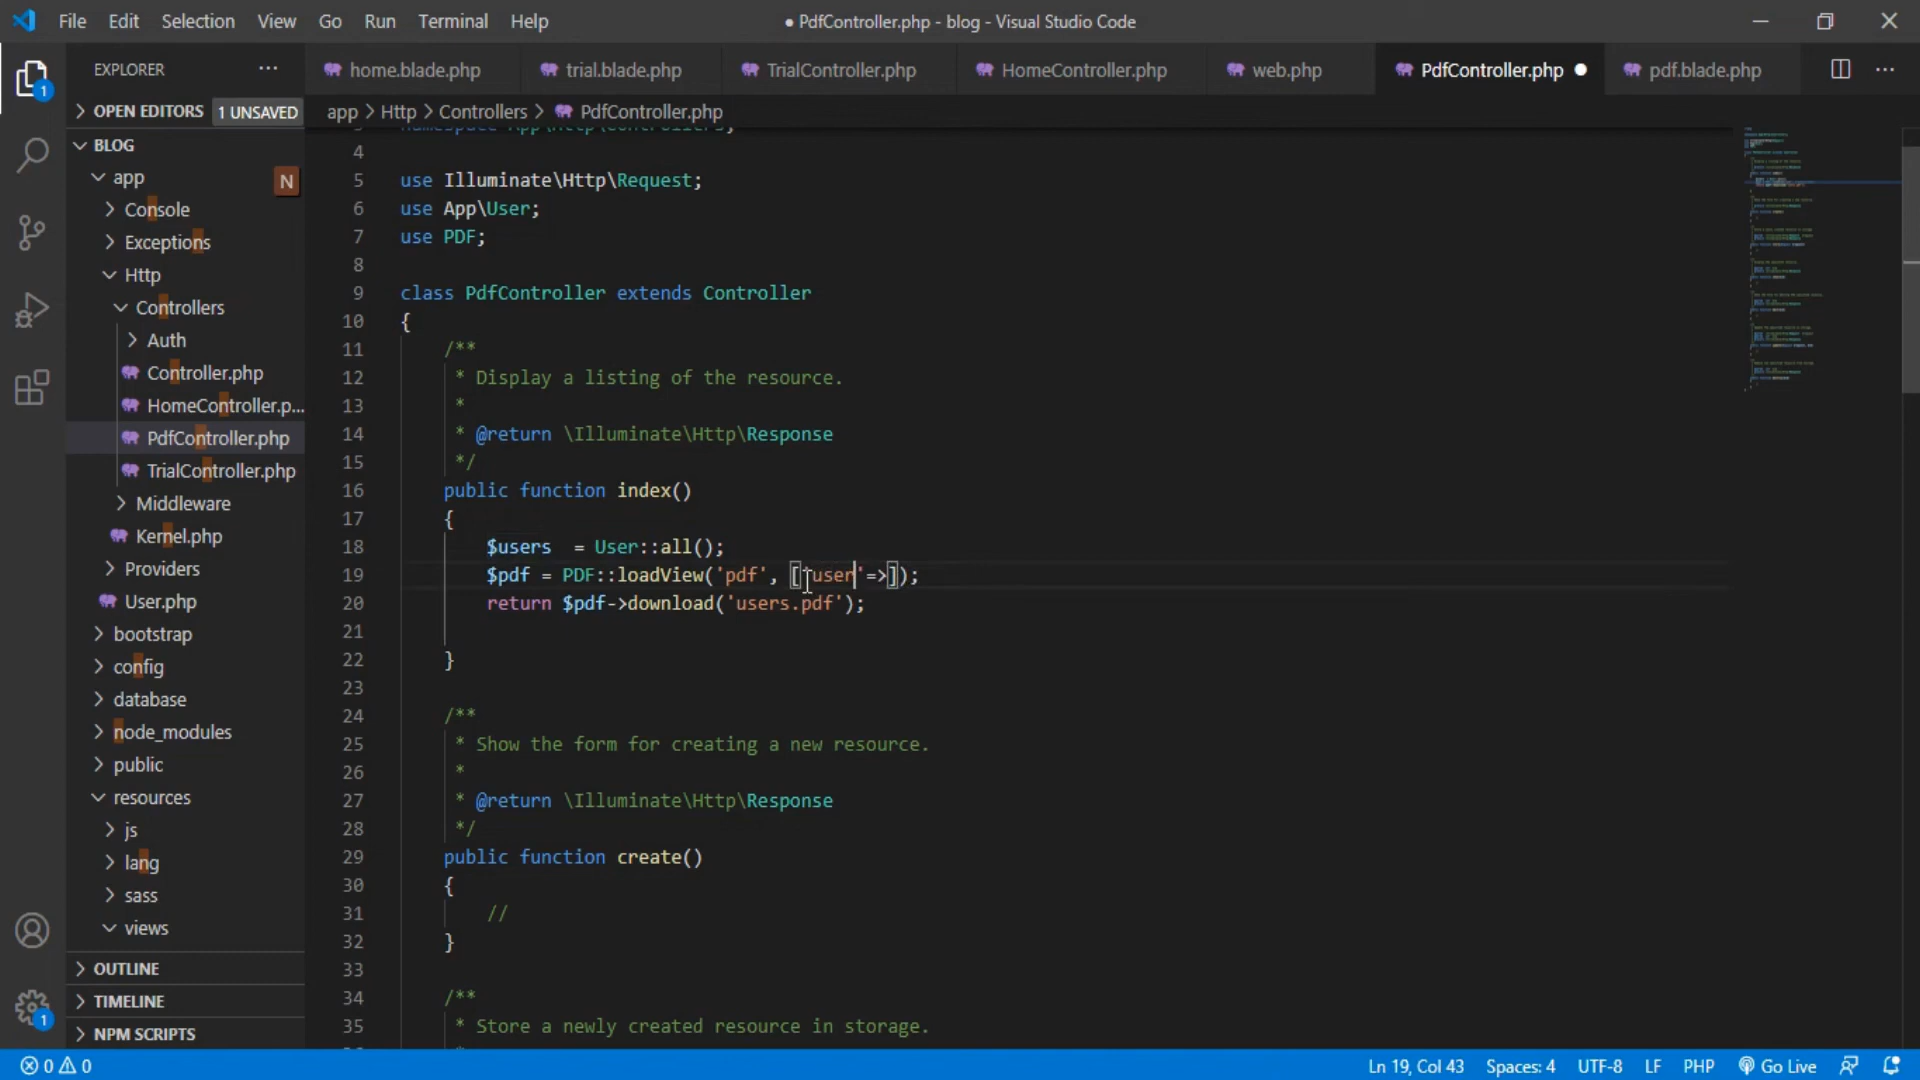 File Edit Selection View Go Run Terminal Help
● PdfController.php - blog - Visual Studio Code
EXPLORER
home.blade.php
trial.blade.php
TrialController.php
HomeController.php
web.php
PdfController.php
pdf.blade.php
OPEN EDITORS 1 UNSAVED
app > Http > Controllers > PdfController.php
BLOG
app
N
Console
Exceptions
Http
Controllers
Auth
Controller.php
HomeController.p...
PdfController.php
TrialController.php
Middleware
Kernel.php
Providers
User.php
bootstrap
config
database
node_modules
public
resources
js
lang
sass
views
OUTLINE
TIMELINE
NPM SCRIPTS
1
1
namespace App\Http\Controllers;
4
5 use Illuminate\Http\Request;
6 use App\User;
7 use PDF;
8
9 class PdfController extends Controller
10 {
11 /**
12 * Display a listing of the resource.
13 *
14 * @return \Illuminate\Http\Response
15 */
16 public function index()
17 {
18 $users  = User::all();
19 $pdf = PDF::loadView('pdf', ['user'=>]);
20 return $pdf->download('users.pdf');
21
22 }
23
24 /**
25 * Show the form for creating a new resource.
26 *
27 * @return \Illuminate\Http\Response
28 */
29 public function create()
30 {
31 //
32 }
33
34 /**
35 * Store a newly created resource in storage.
0 0
Ln 19, Col 43 Spaces: 4 UTF-8 LF PHP Go Live